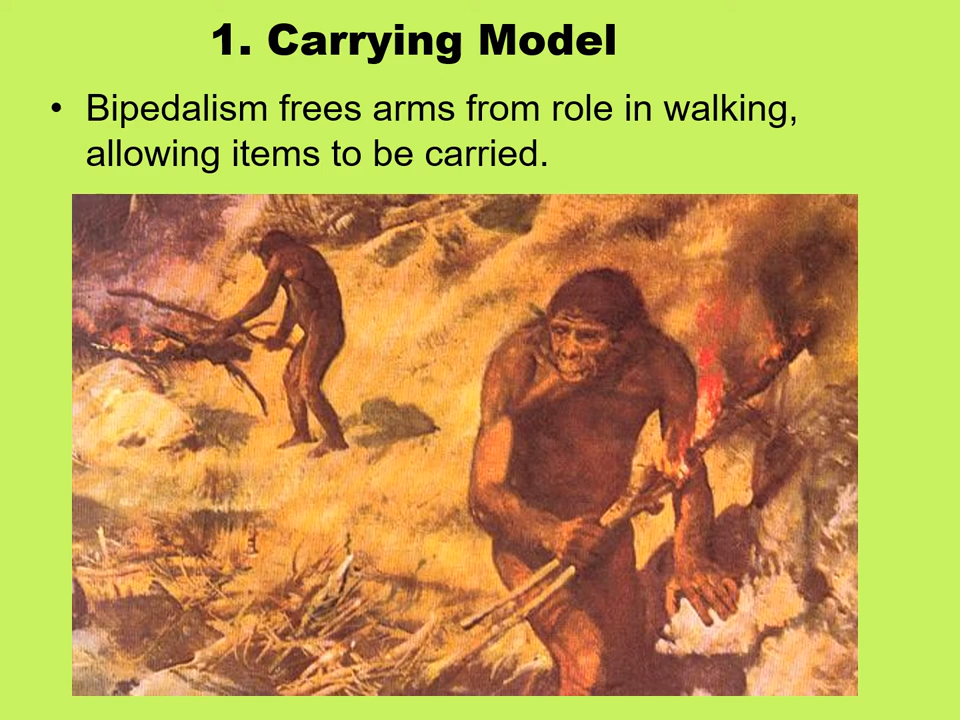 1. Carrying Model
• Bipedalism frees arms from role in walking,
allowing items to be carried.